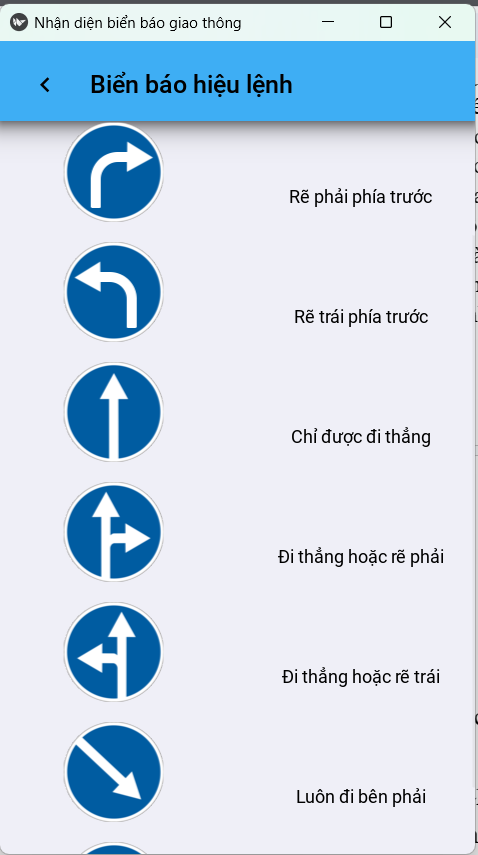 Nhận diện biển báo giao thông
Biển báo hiệu lệnh
Rẽ phải phía trước
Rẽ trái phía trước
Chỉ được đi thẳng
Đi thẳng hoặc rẽ phải
Đi thẳng hoặc rẽ trái
Luôn đi bên phải